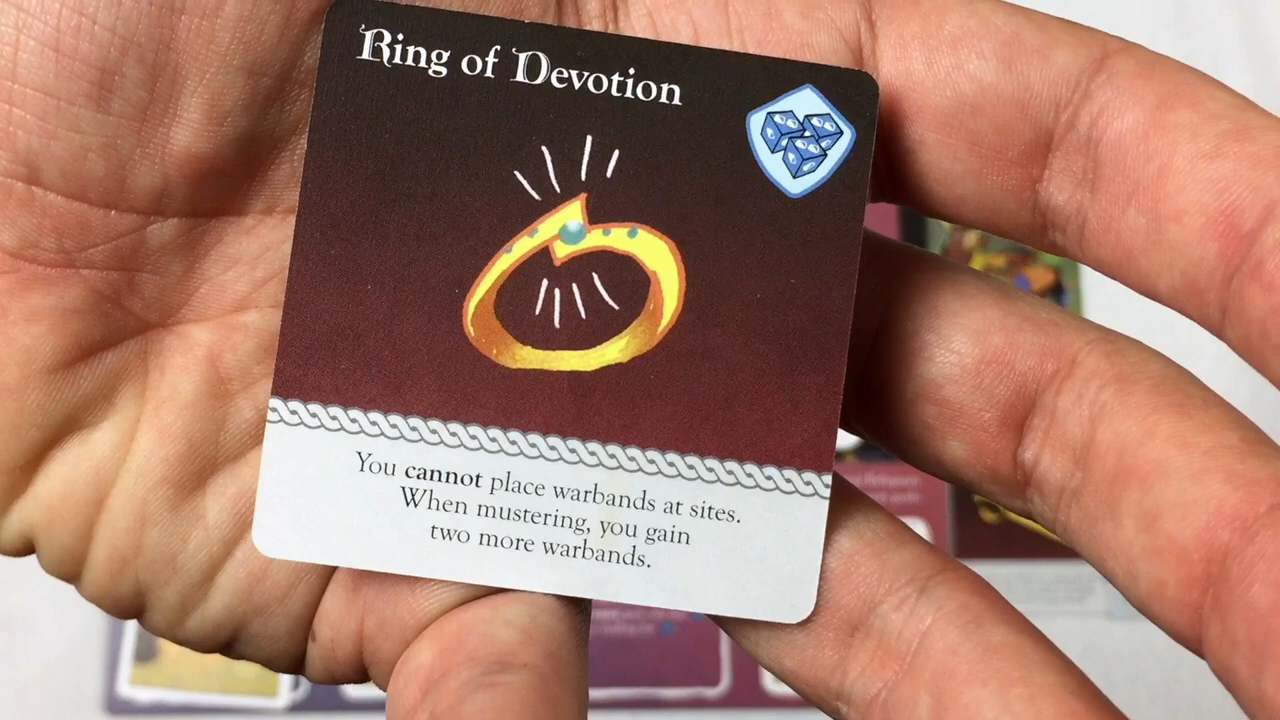 Ring of Devotion
You cannot place warbands at sites.
When mustering, you gain
two more warbands.